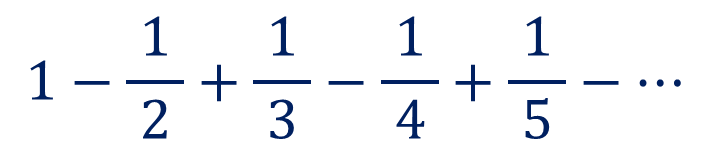 1 − 1/2 + 1/3 − 1/4 + 1/5 − ⋯